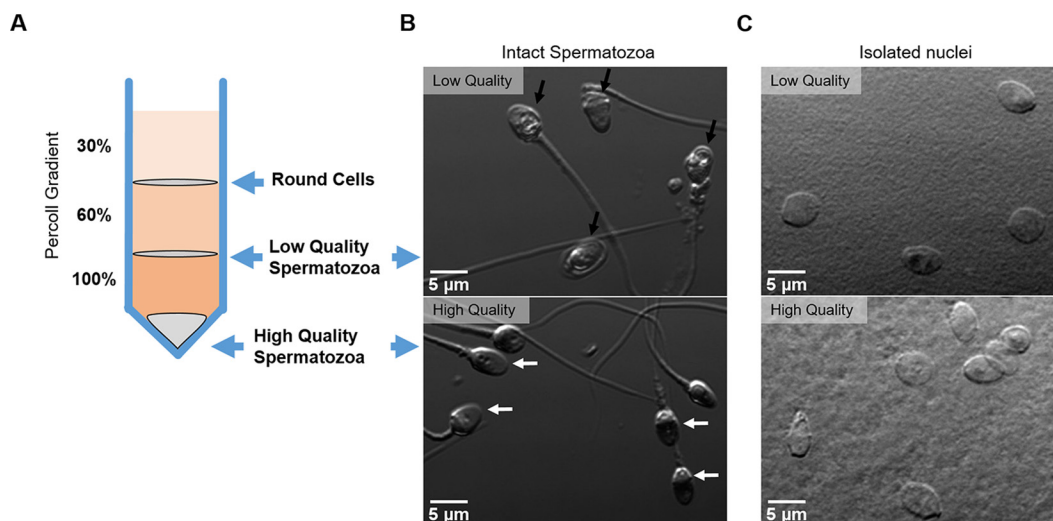 A
Percoll Gradient
30%
60%
100%
Round Cells
Low Quality
Spermatozoa
High Quality
Spermatozoa
B
Intact Spermatozoa
Low Quality
5 µm
High Quality
5 µm
C
Isolated nuclei
Low Quality
5 µm
High Quality
5 µm